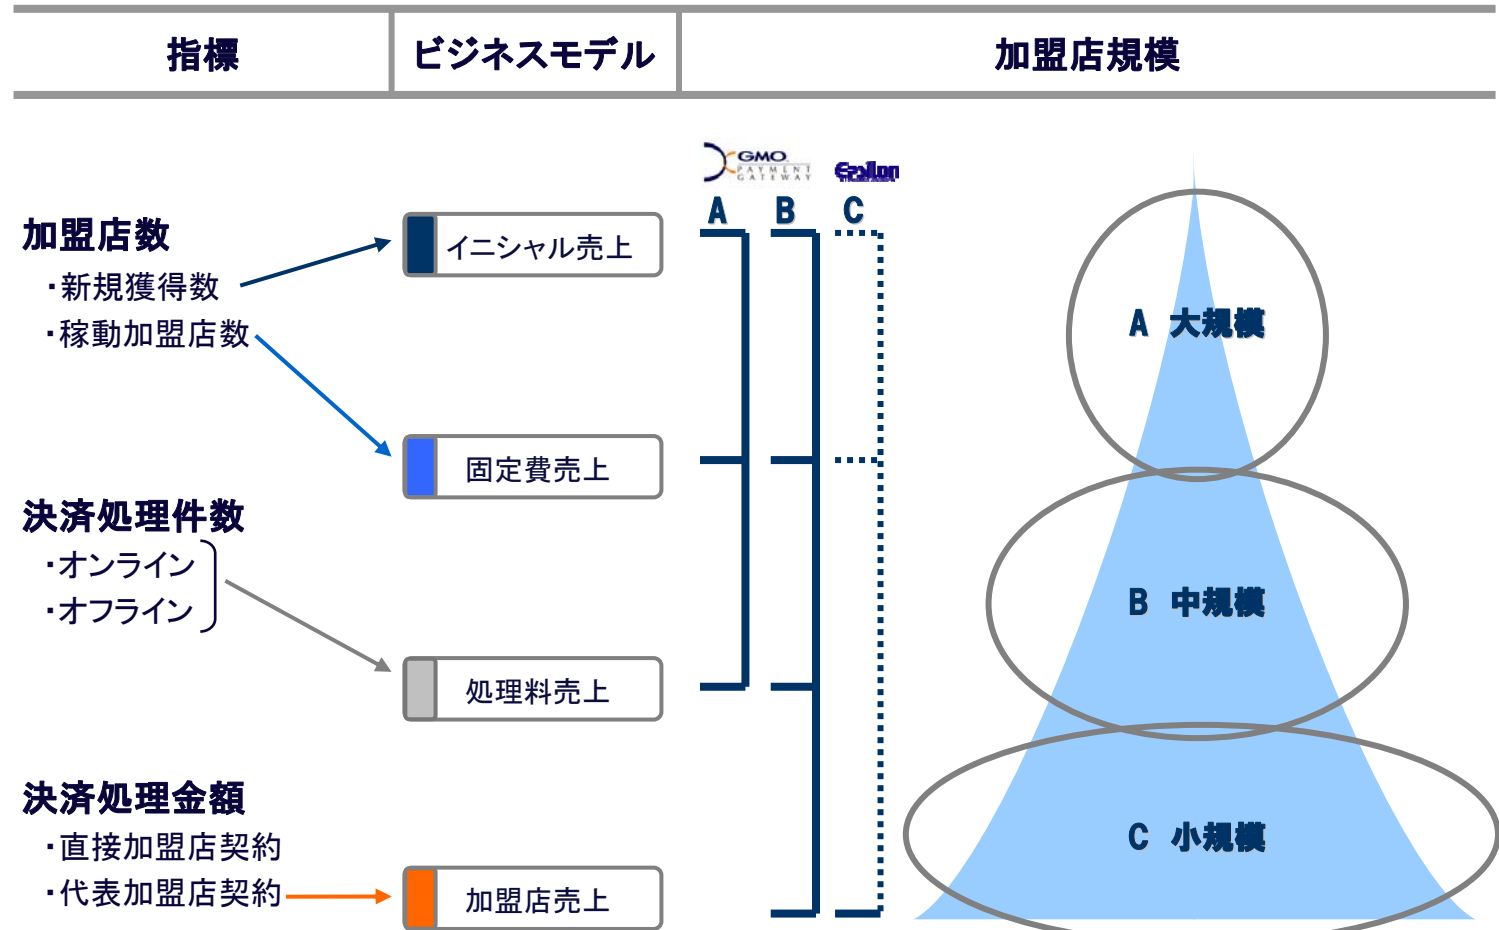 指標
ビジネスモデル
加盟店規模
GMO
PAYMENT
GATEWAY
Epsilon
A B C
加盟店数
・新規獲得数
・稼動加盟店数
イニシャル売上
固定費売上
決済処理件数
・オンライン
・オフライン
処理料売上
決済処理金額
・直接加盟店契約
・代表加盟店契約
加盟店売上
A 大規模
B 中規模
C 小規模